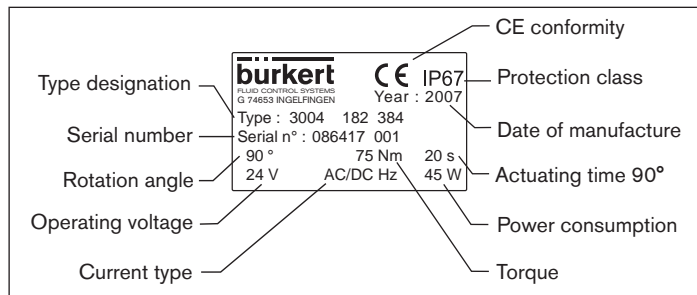 CE conformity
bürkert
FLUID CONTROL SYSTEMS
G 74653 INGELFINGEN
CE IP67
Year : 2007
Type : 3004 182 384
Serial n° : 086417 001
90 ° 75 Nm 20 s
24 V AC/DC Hz 45 W
Type designation
Serial number
Rotation angle
Operating voltage
Current type
Protection class
Date of manufacture
Actuating time 90°
Power consumption
Torque